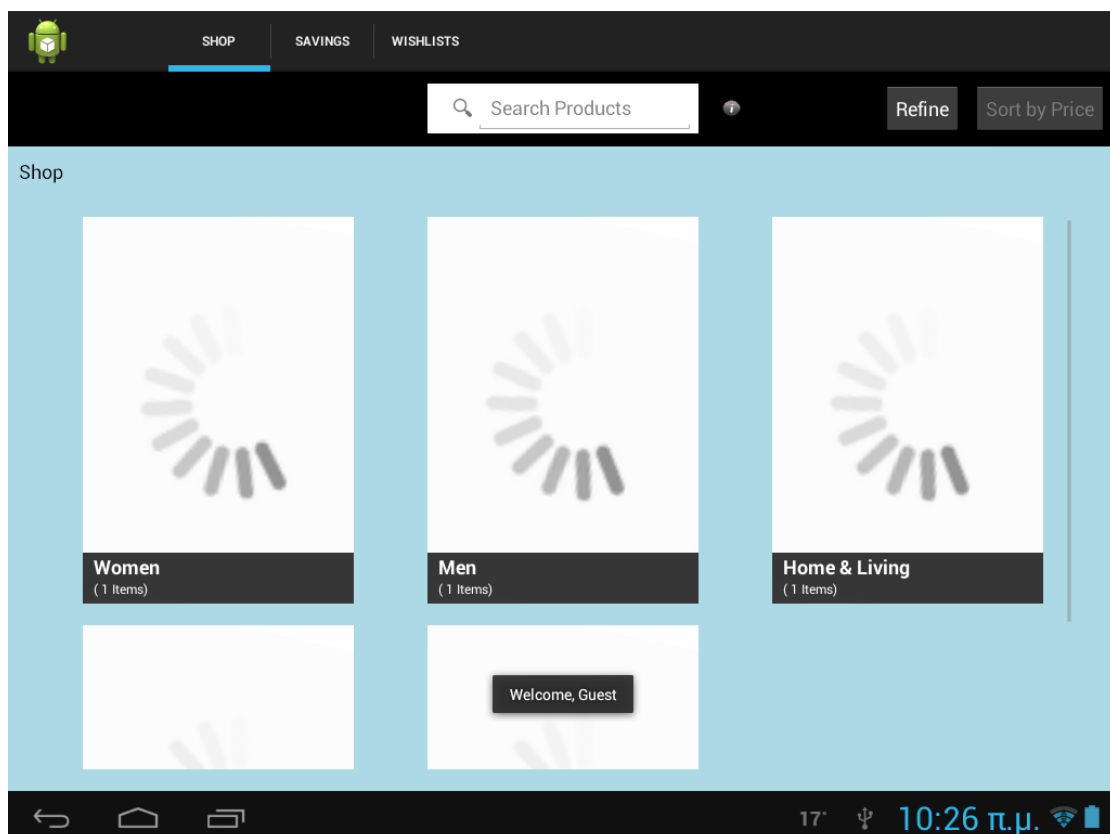 SHOP SAVINGS WISHLISTS
Search Products Refine Sort by Price
Shop
Women Men Home & Living
( 1 Items) ( 1 Items) ( 1 Items)
Welcome, Guest
17° 10:26 π.μ.